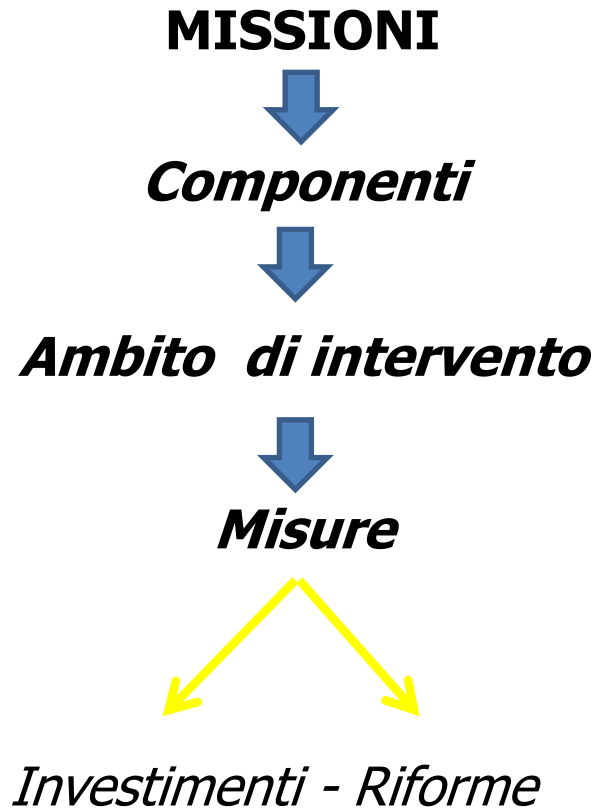 MISSIONI
Componenti
Ambito di intervento
Misure
Investimenti - Riforme